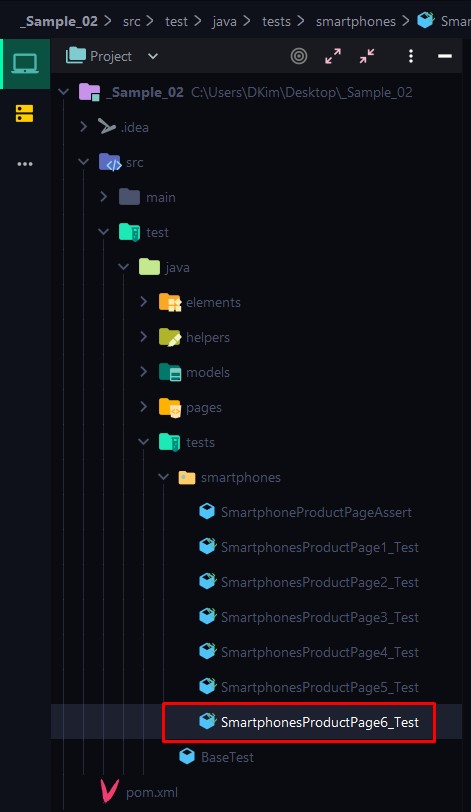 _Sample_02 > src > test > java > tests > smartphones > Smar
Project
_Sample_02 C:\Users\DKim\Desktop\_Sample_02
.idea
src
main
test
java
elements
helpers
models
pages
tests
smartphones
SmartphoneProductPageAssert
SmartphonesProductPage1_Test
SmartphonesProductPage2_Test
SmartphonesProductPage3_Test
SmartphonesProductPage4_Test
SmartphonesProductPage5_Test
SmartphonesProductPage6_Test
BaseTest
pom.xml